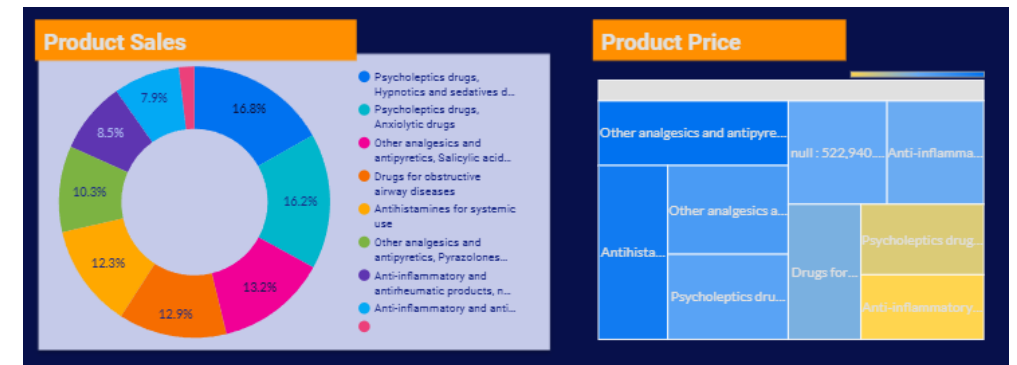 Product Sales
Product Price
7.9%
16.8%
8.5%
10.3%
16.2%
12.3%
13.2%
12.9%
Psycholeptics drugs,
Hypnotics and sedatives d...
Psycholeptics drugs,
Anxiolytic drugs
Other analgesics and
antipyretics, Salicylic acid...
Drugs for obstructive
airway diseases
Antihistamines for systemic
use
Other analgesics and
antipyretics, Pyrazolones...
Anti-inflammatory and
antirheumatic products, n...
Anti-inflammatory and anti...
Other analgesics and antipyre...
null : 522,940....
Anti-inflamma...
Antihista...
Other analgesics a...
Psycholeptics dru...
Drugs for...
Psycholeptics drug...
Anti-inflammatory...